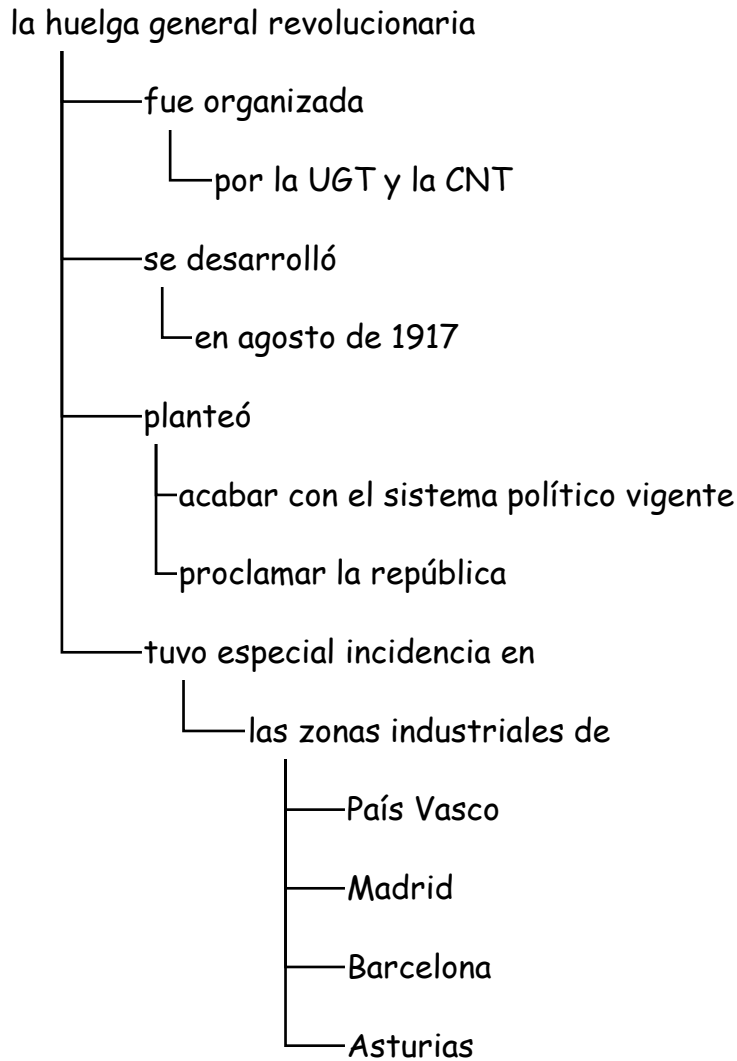 la huelga general revolucionaria
fue organizada
por la UGT y la CNT
se desarrolló
en agosto de 1917
planteó
acabar con el sistema político vigente
proclamar la república
tuvo especial incidencia en
las zonas industriales de
País Vasco
Madrid
Barcelona
Asturias